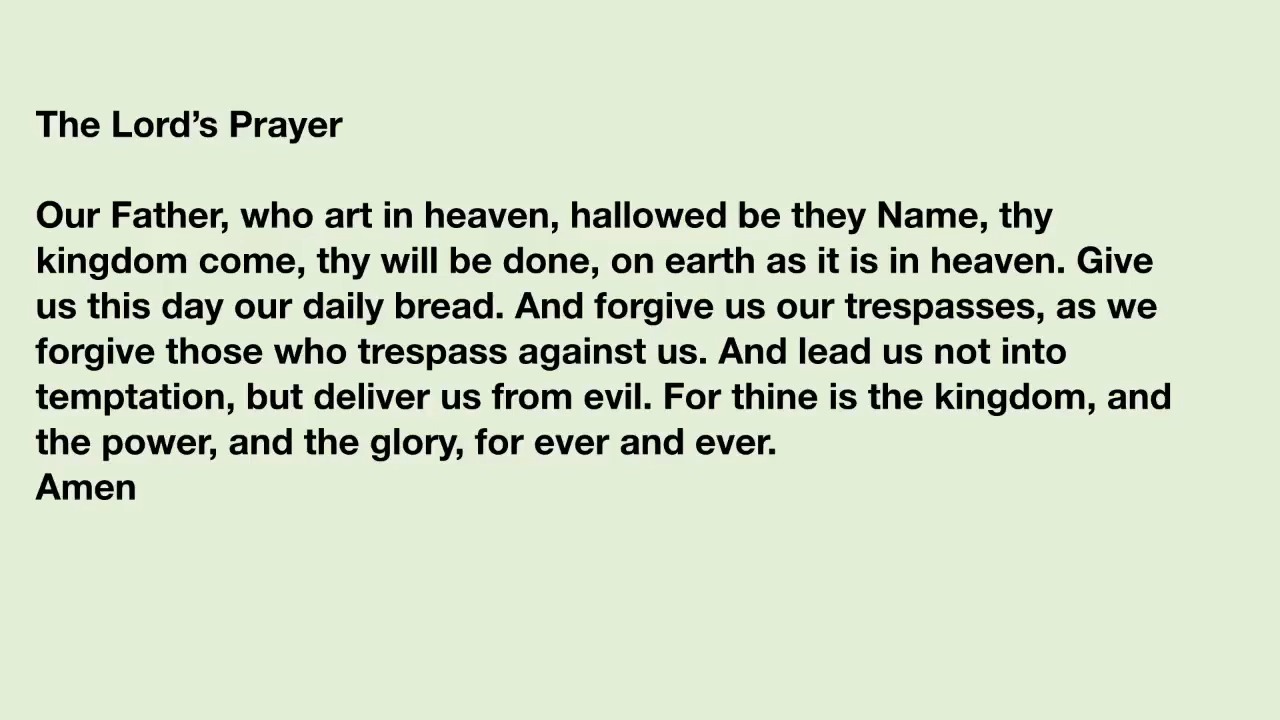 The Lord’s Prayer
Our Father, who art in heaven, hallowed be they Name, thy
kingdom come, thy will be done, on earth as it is in heaven. Give
us this day our daily bread. And forgive us our trespasses, as we
forgive those who trespass against us. And lead us not into
temptation, but deliver us from evil. For thine is the kingdom, and
the power, and the glory, for ever and ever.
Amen